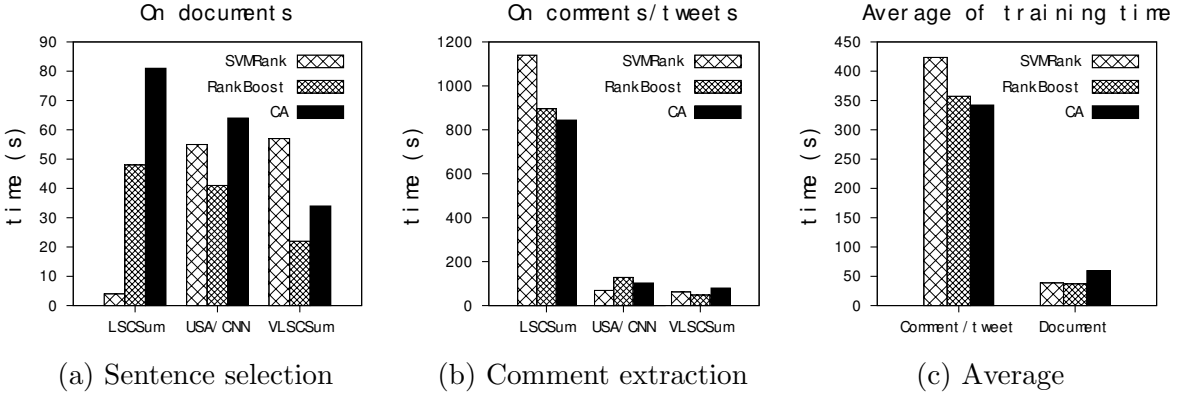 On documents
90
80
70
60
50
40
30
20
10
0
time (s)
SVMRank
RankBoost
CA
LSCSum USA/CNN VLSCSum
(a) Sentence selection
On comments/tweets
1200
1000
800
600
400
200
0
time (s)
SVMRank
RankBoost
CA
LSCSum USA/CNN VLSCSum
(b) Comment extraction
Average of training time
450
400
350
300
250
200
150
100
50
0
time (s)
SVMRank
RankBoost
CA
Comment/tweet Document
(c) Average